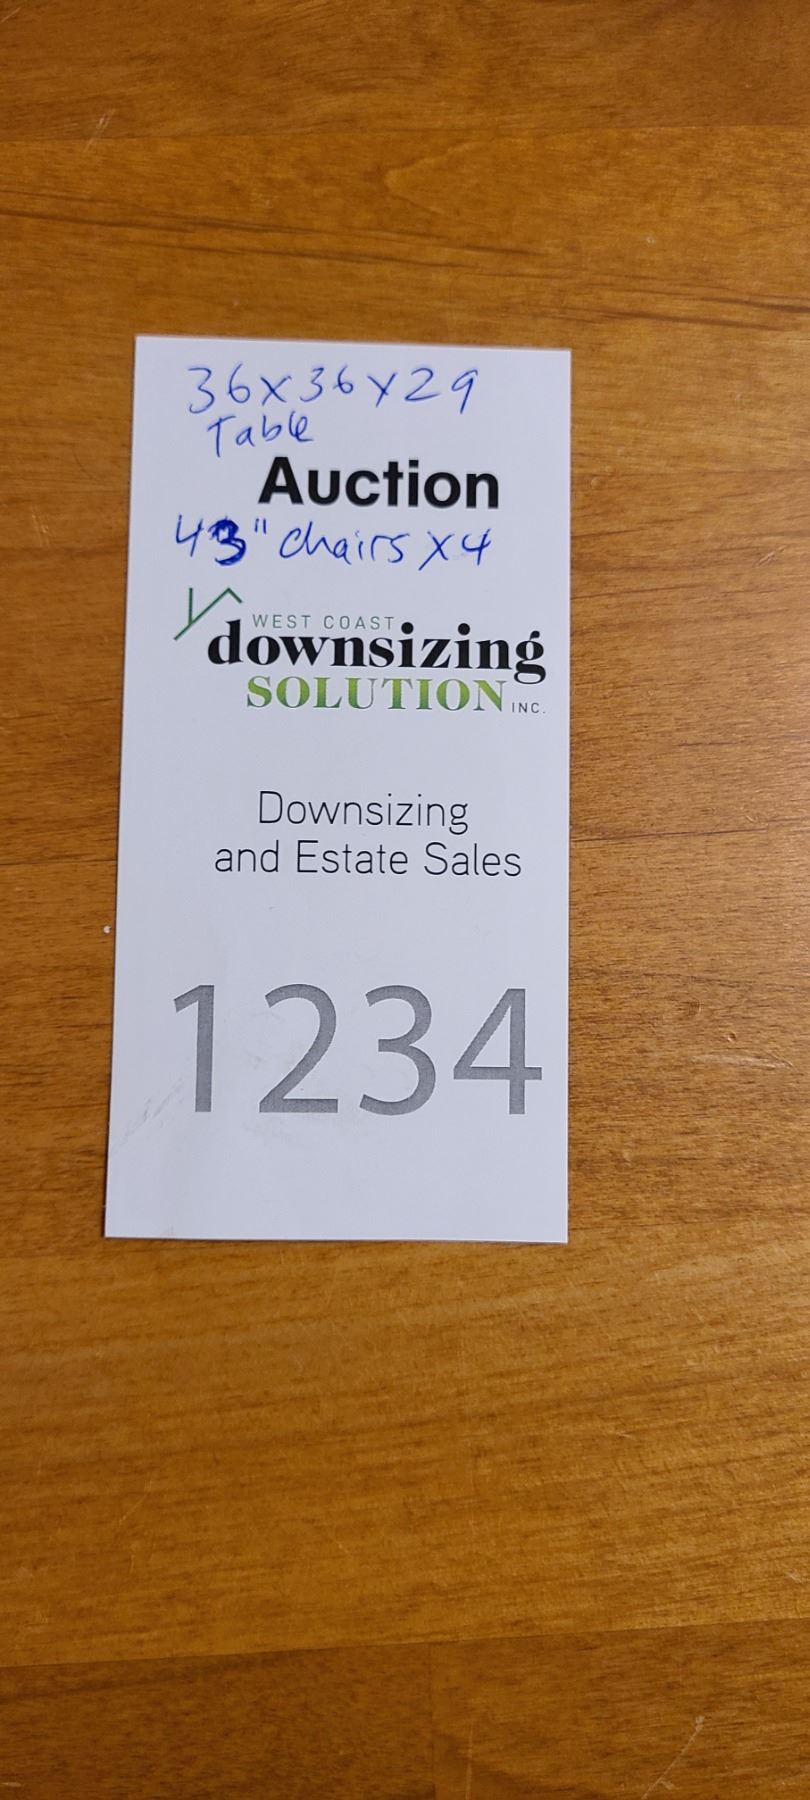 36x36x29
Table
Auction
43" chairs x4
WEST COAST
downsizing
SOLUTION INC.
Downsizing
and Estate Sales
1234